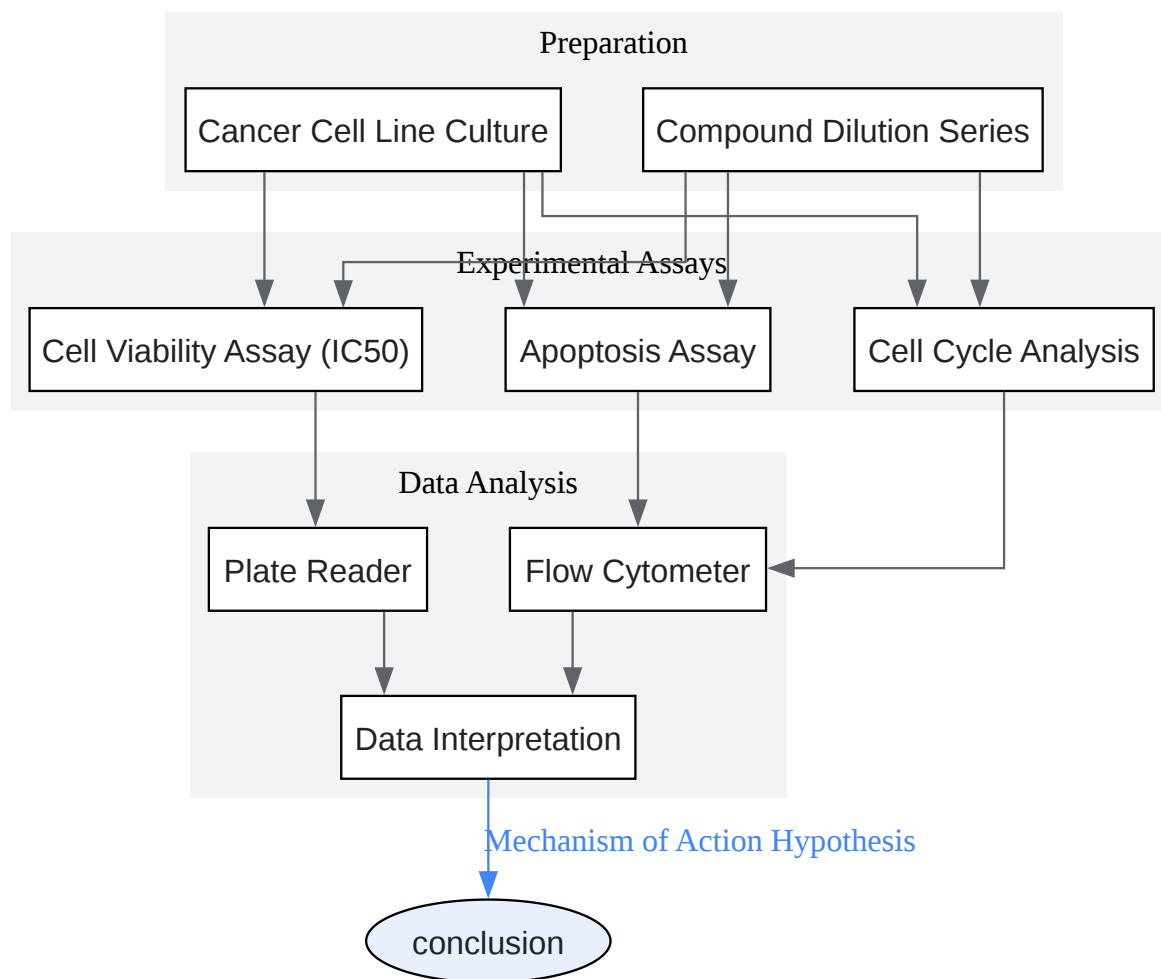 Preparation
Cancer Cell Line Culture
Compound Dilution Series
Experimental Assays
Cell Viability Assay (IC50)
Apoptosis Assay
Cell Cycle Analysis
Data Analysis
Plate Reader
Flow Cytometer
Data Interpretation
Mechanism of Action Hypothesis
conclusion